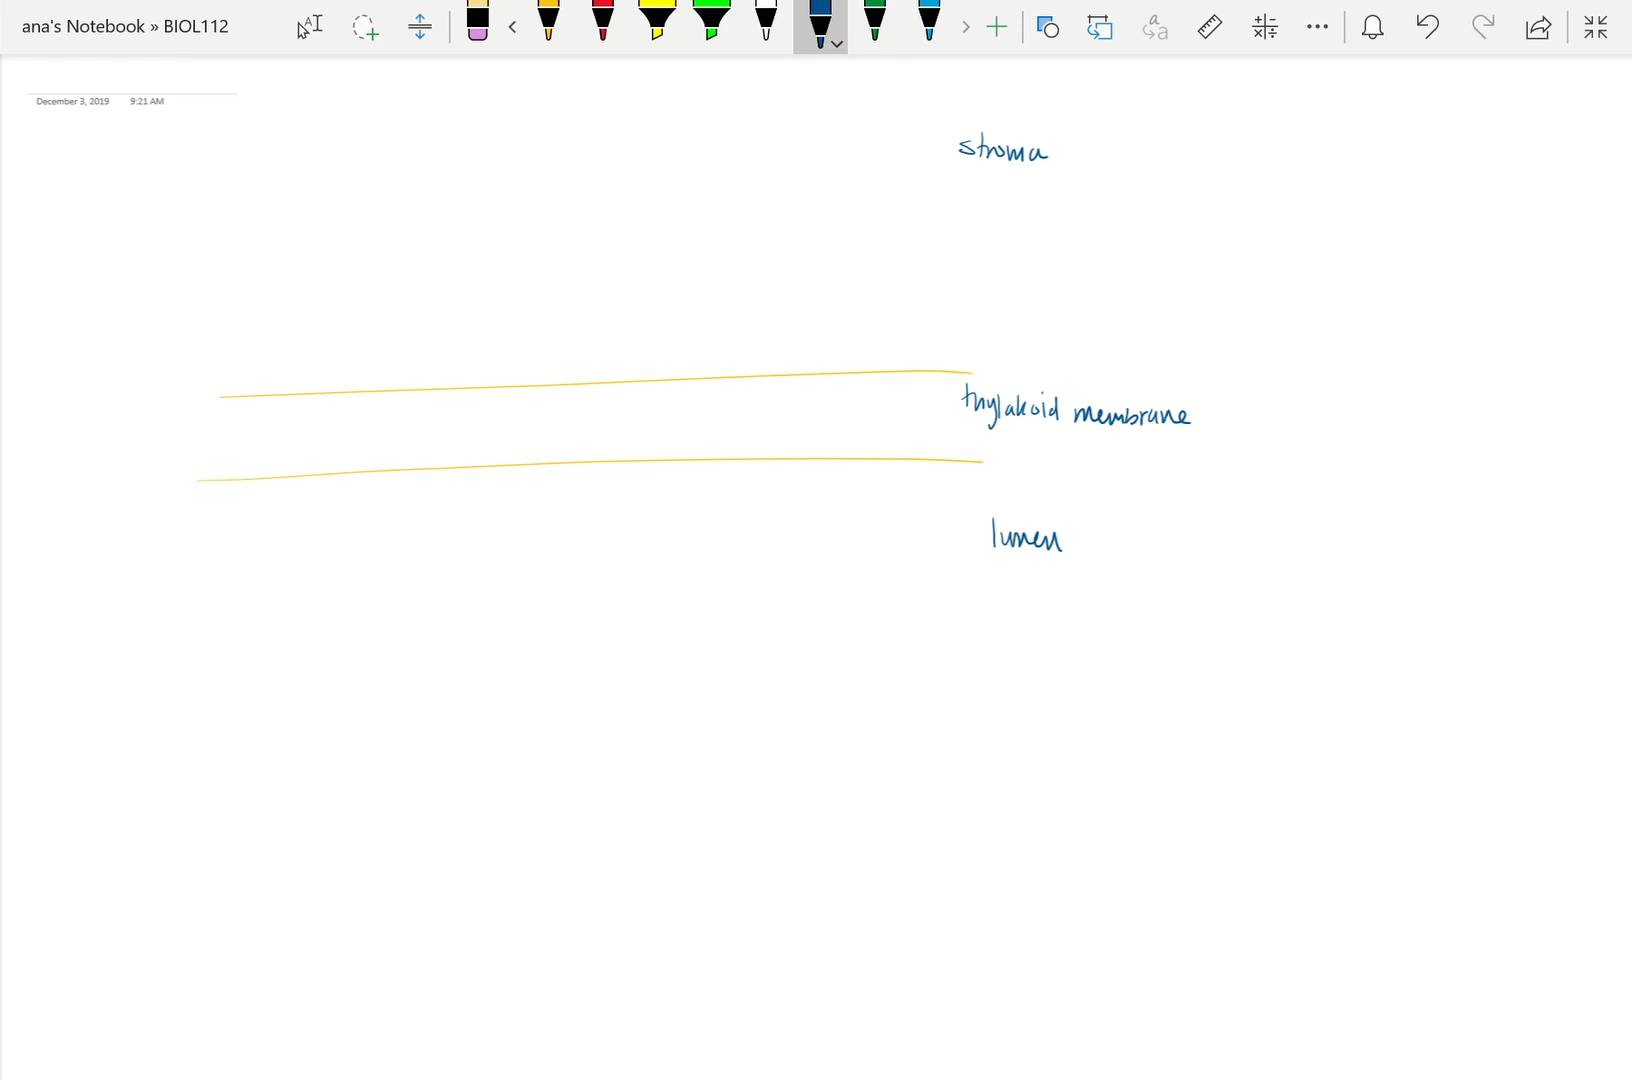 ana's Notebook » BIOL112
December 3, 2019 9:21 AM
stroma
thylakoid membrane
lumen